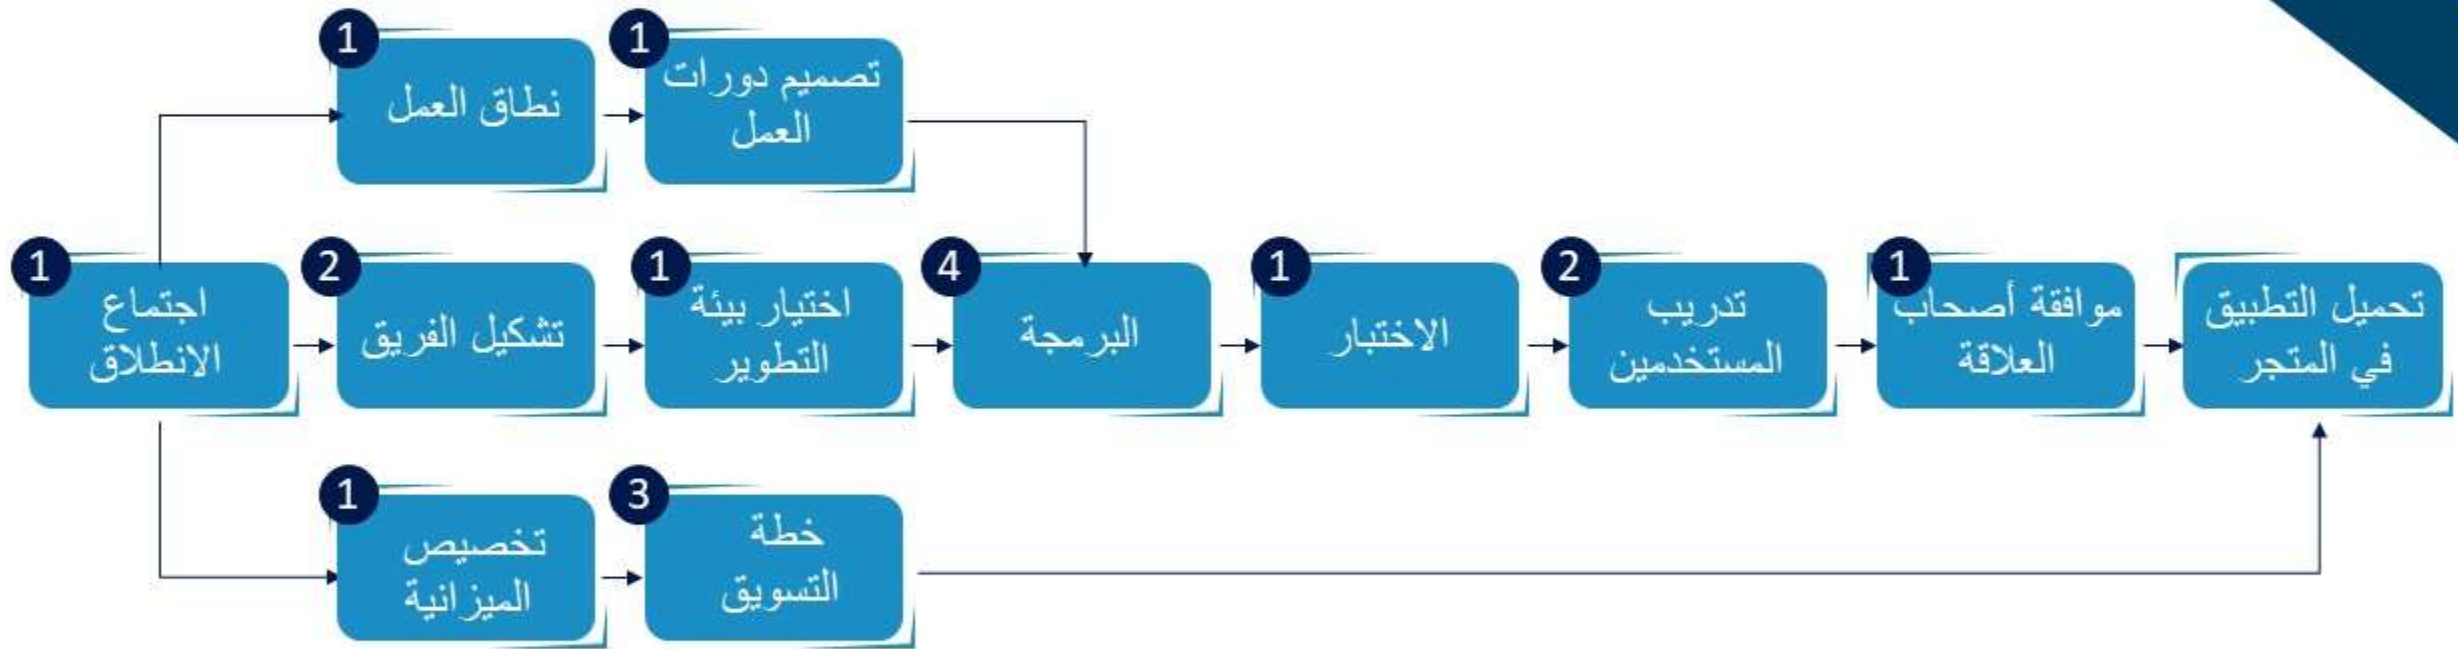 1
نطاق العمل
1
تصميم دورات
العمل
1
اجتماع
الانطلاق
2
تشكيل الفريق
1
اختيار بيئة
التطوير
4
البرمجة
1
الاختبار
2
تدريب
المستخدمين
1
موافقة أصحاب
العلاقة
تحميل التطبيق
في المتجر
1
تخصيص
الميزانية
3
خطة
التسويق